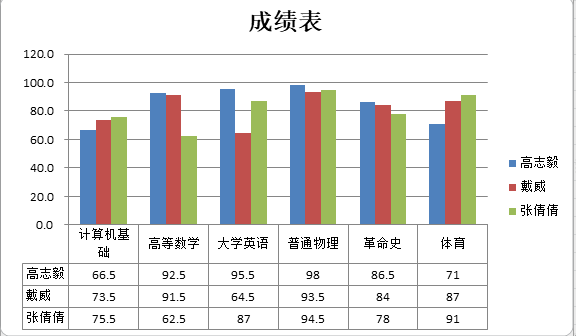 成绩表
120.0
100.0
80.0
60.0
40.0
20.0
0.0
高志毅
戴威
张倩倩
计算机基础 高等数学 大学英语 普通物理 革命史 体育
高志毅 66.5 92.5 95.5 98 86.5 71
戴威 73.5 91.5 64.5 93.5 84 87
张倩倩 75.5 62.5 87 94.5 78 91